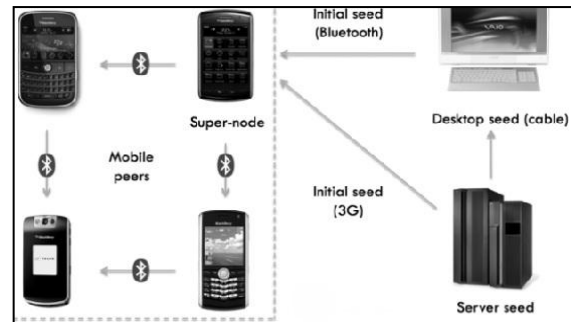 Initial seed
(Bluetooth)
Super-node
Desktop seed (cable)
Mobile
peers
Initial seed
(3G)
Server seed